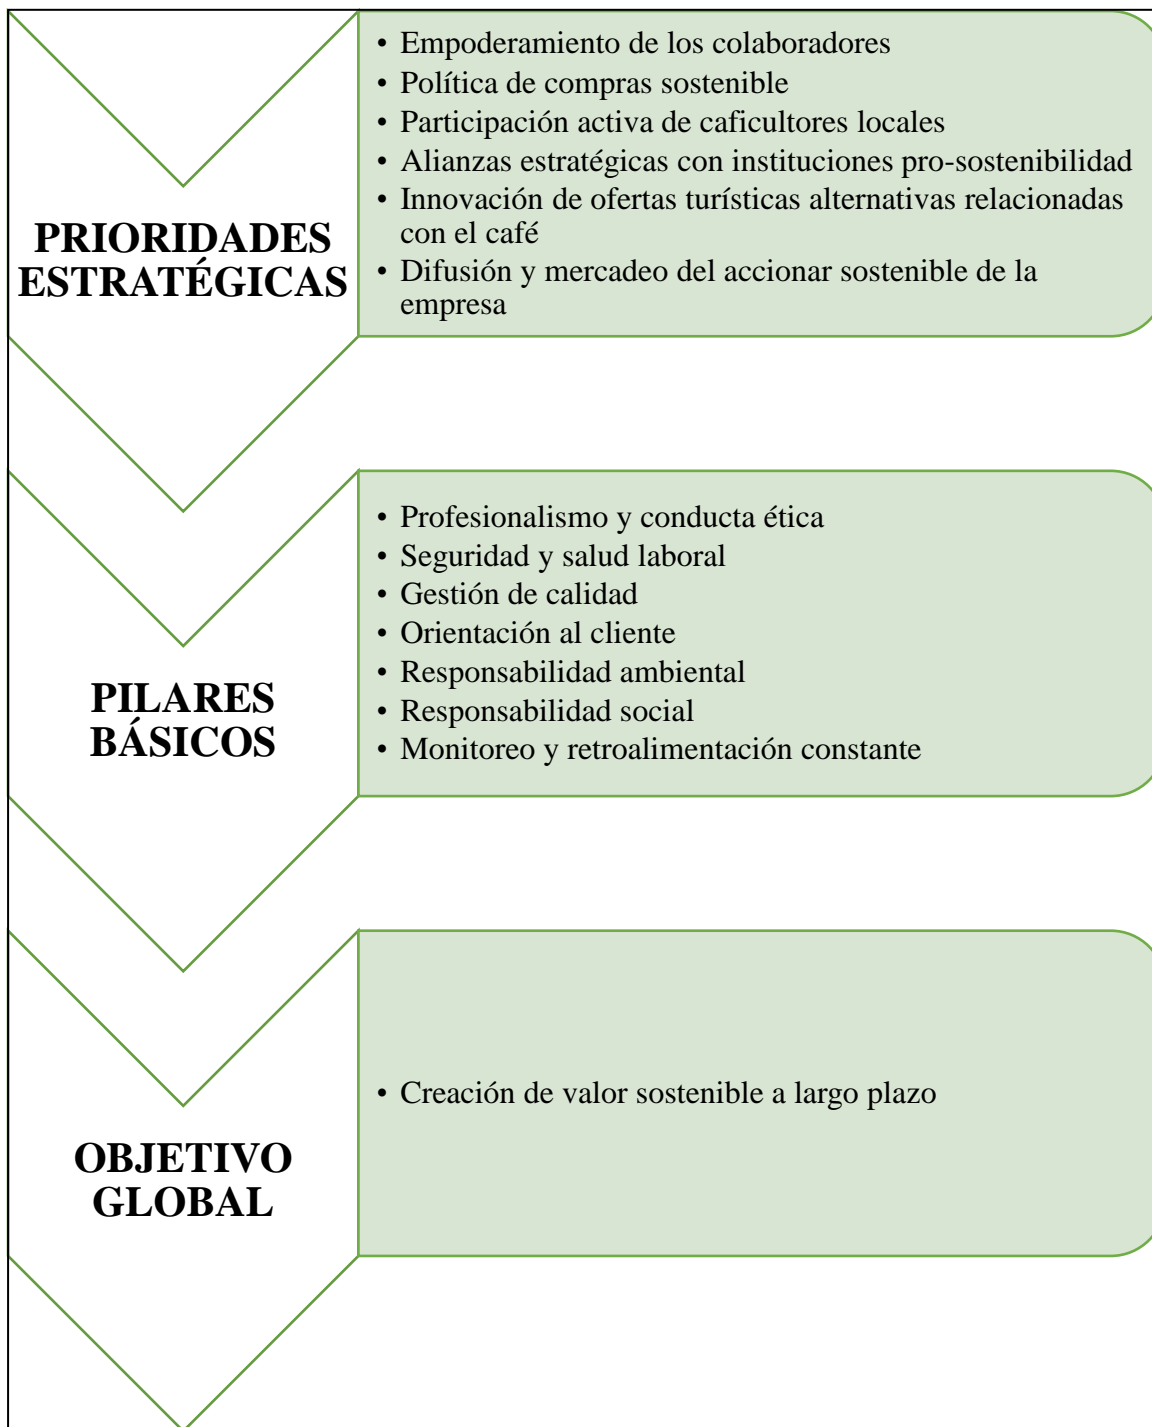 PRIORIDADES
ESTRATÉGICAS
• Empoderamiento de los colaboradores
• Política de compras sostenible
• Participación activa de caficultores locales
• Alianzas estratégicas con instituciones pro-sostenibilidad
• Innovación de ofertas turísticas alternativas relacionadas
con el café
• Difusión y mercadeo del accionar sostenible de la
empresa
PILARES
BÁSICOS
• Profesionalismo y conducta ética
• Seguridad y salud laboral
• Gestión de calidad
• Orientación al cliente
• Responsabilidad ambiental
• Responsabilidad social
• Monitoreo y retroalimentación constante
OBJETIVO
GLOBAL
• Creación de valor sostenible a largo plazo